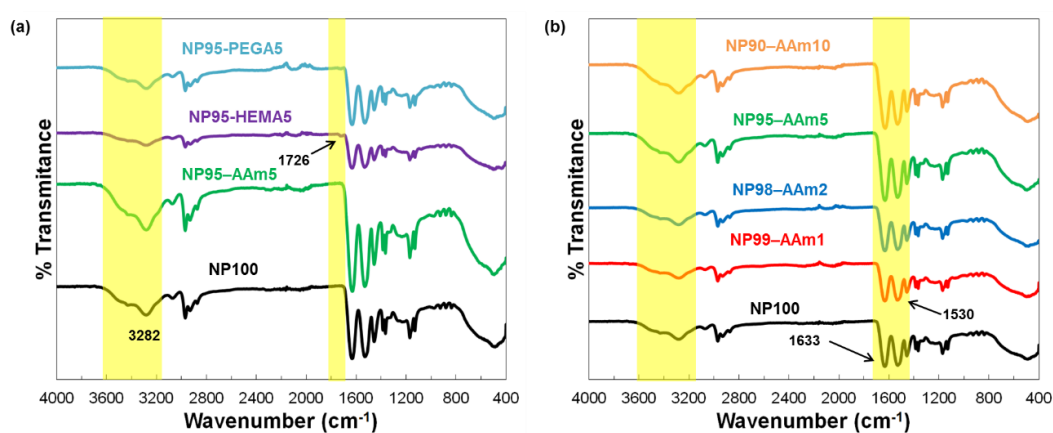 (a)
NP95-PEGA5
NP95-HEMA5
1726
NP95–AAm5
NP100
3282
% Transmitance
4000 3600 3200 2800 2400 2000 1600 1200 800 400
Wavenumber (cm-1)
(b)
NP90–AAm10
NP95–AAm5
NP98–AAm2
NP99–AAm1
1530
NP100
1633
% Transmitance
4000 3600 3200 2800 2400 2000 1600 1200 800 400
Wavenumber (cm-1)